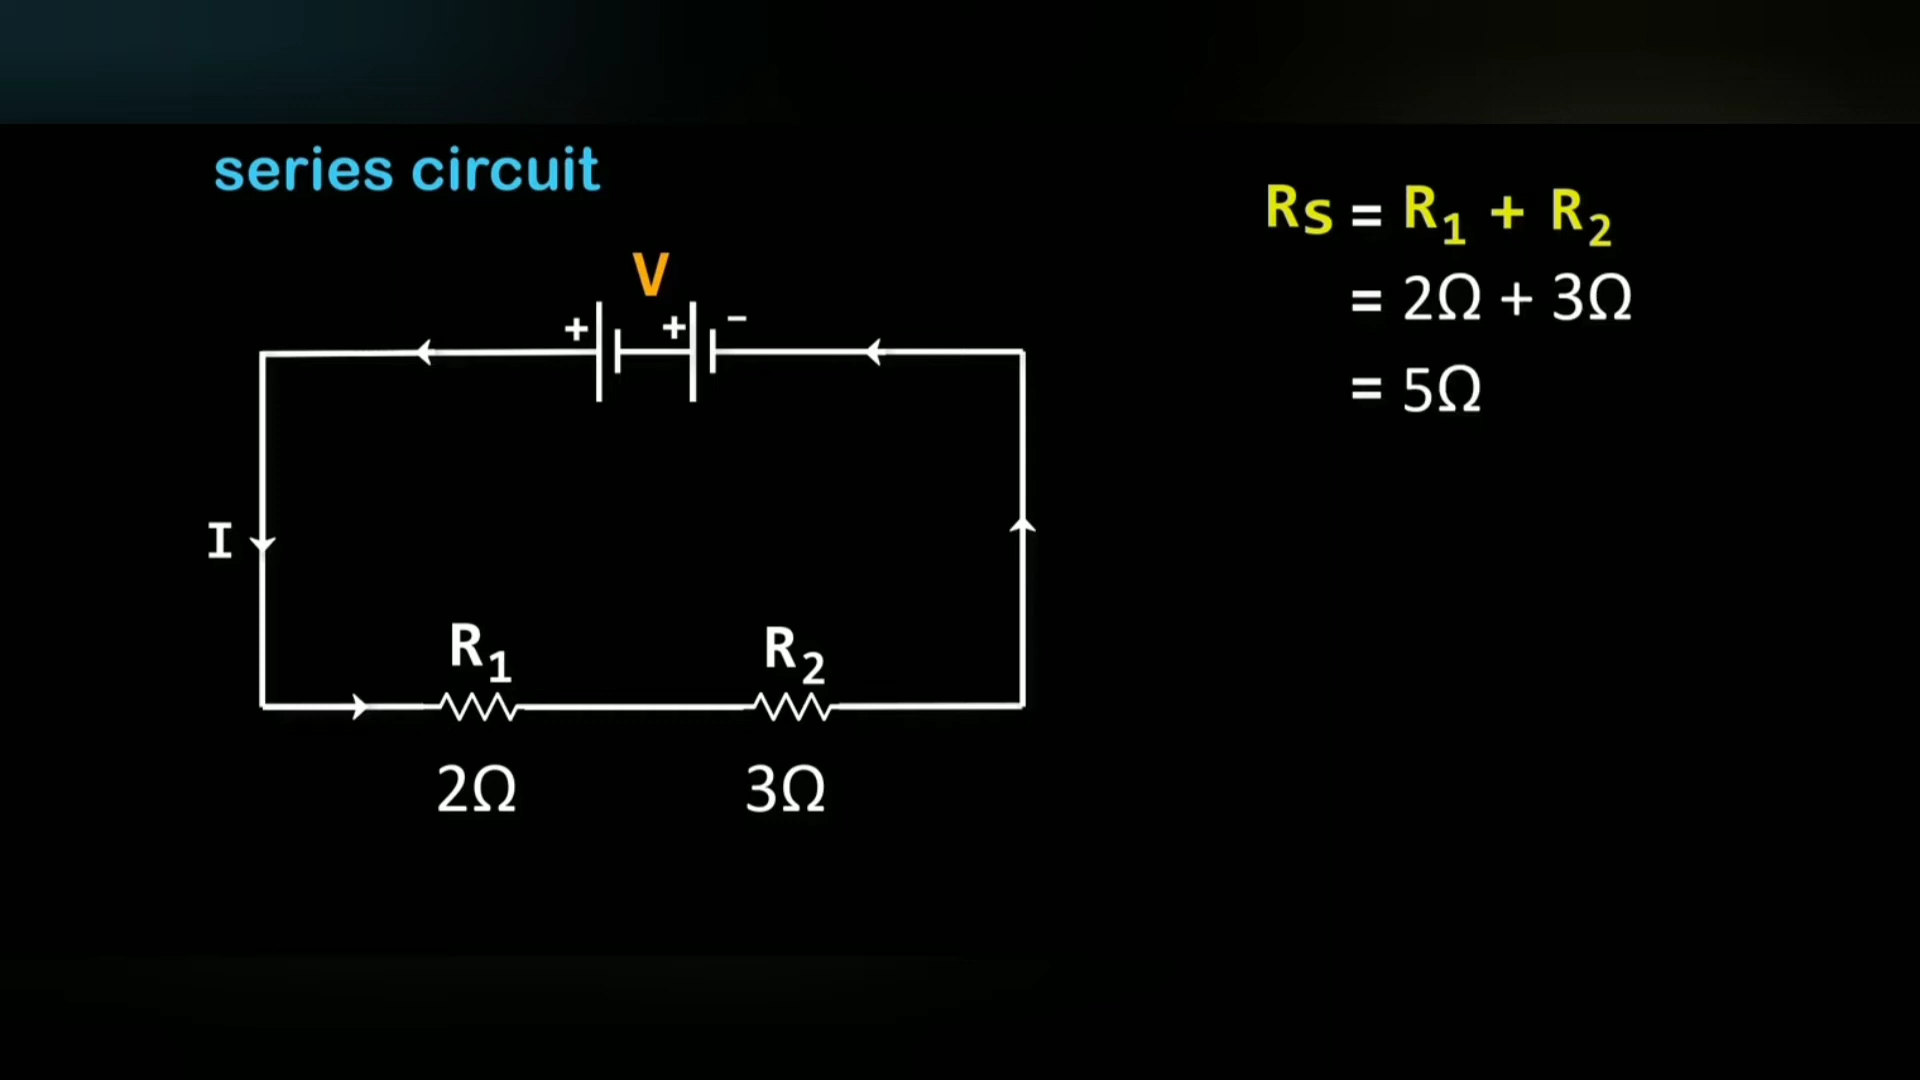 series circuit
RS = R1 + R2
= 2Ω + 3Ω
= 5Ω
V
+ + −
I
R1 R2
2Ω 3Ω